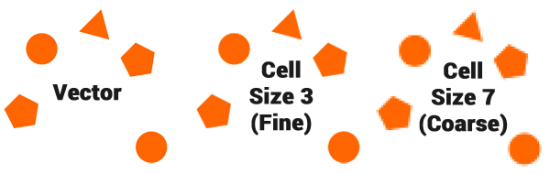 Vector
Cell
Size 3
(Fine)
Cell
Size 7
(Coarse)